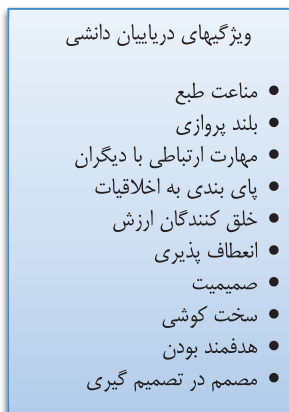 ویژگیهای دریاییان دانشی
• مناعت طبع
• بلند پروازی
• مهارت ارتباطی با دیگران
• پای بندی به اخلاقیات
• خلق کنندگان ارزش
• انعطاف پذیری
• صمیمیت
• سخت کوشی
• هدفمند بودن
• مصمم در تصمیم گیری